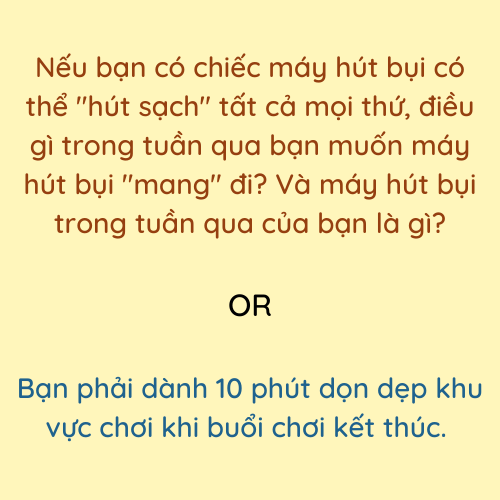 Nếu bạn có chiếc máy hút bụi có
thể "hút sạch" tất cả mọi thứ, điều
gì trong tuần qua bạn muốn máy
hút bụi "mang" đi? Và máy hút bụi
trong tuần qua của bạn là gì?
OR
Bạn phải dành 10 phút dọn dẹp khu
vực chơi khi buổi chơi kết thúc.